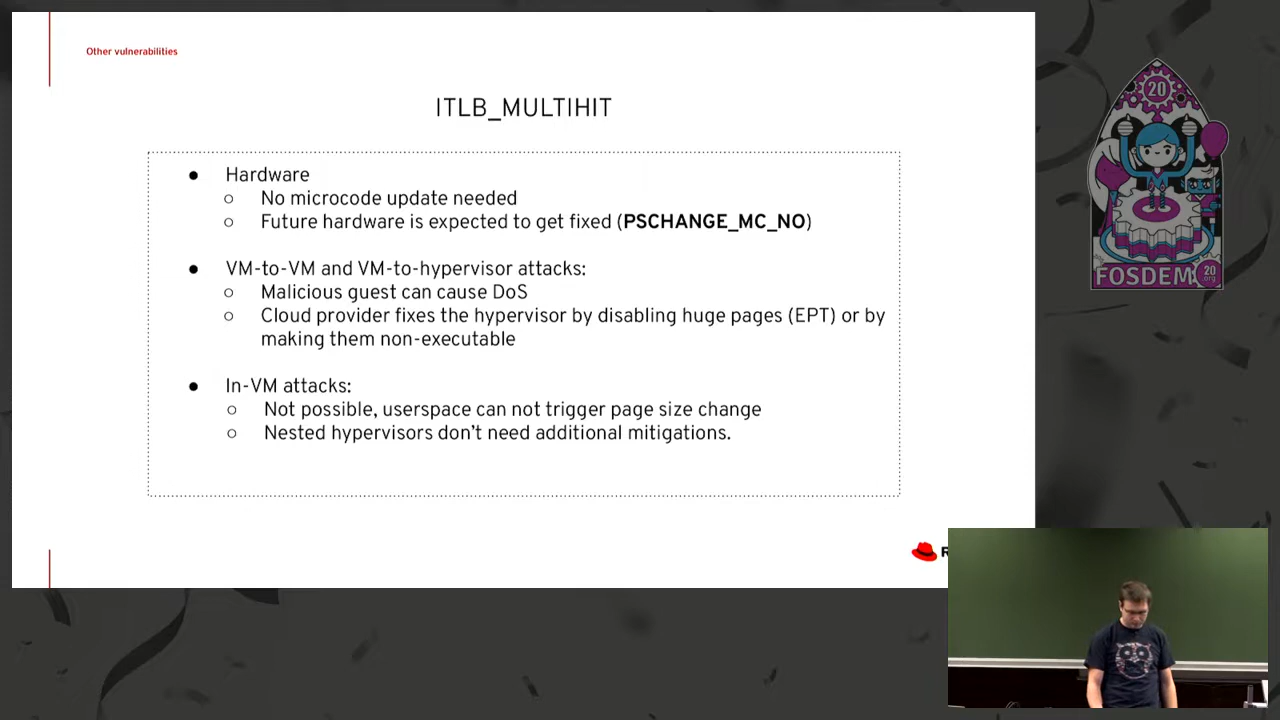 Other vulnerabilities
ITLB_MULTIHIT
● Hardware
○ No microcode update needed
○ Future hardware is expected to get fixed (PSCHANGE_MC_NO)
● VM-to-VM and VM-to-hypervisor attacks:
○ Malicious guest can cause DoS
○ Cloud provider fixes the hypervisor by disabling huge pages (EPT) or by
making them non-executable
● In-VM attacks:
○ Not possible, userspace can not trigger page size change
○ Nested hypervisors don't need additional mitigations.
20
FOSDEM
20
.org